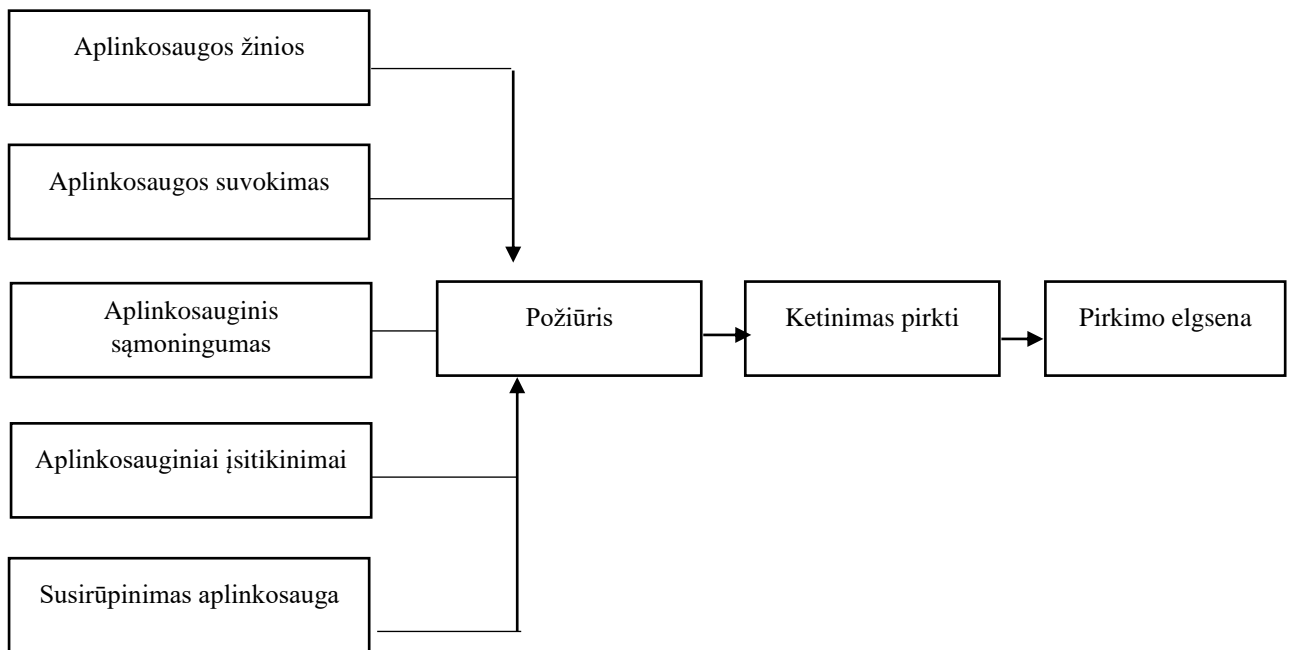 Aplinkosaugos žinios
Aplinkosaugos suvokimas
Aplinkosauginis
sąmoningumas
Požiūris
Ketinimas pirkti
Pirkimo elgsena
Aplinkosauginiai įsitikinimai
Susirūpinimas aplinkosauga